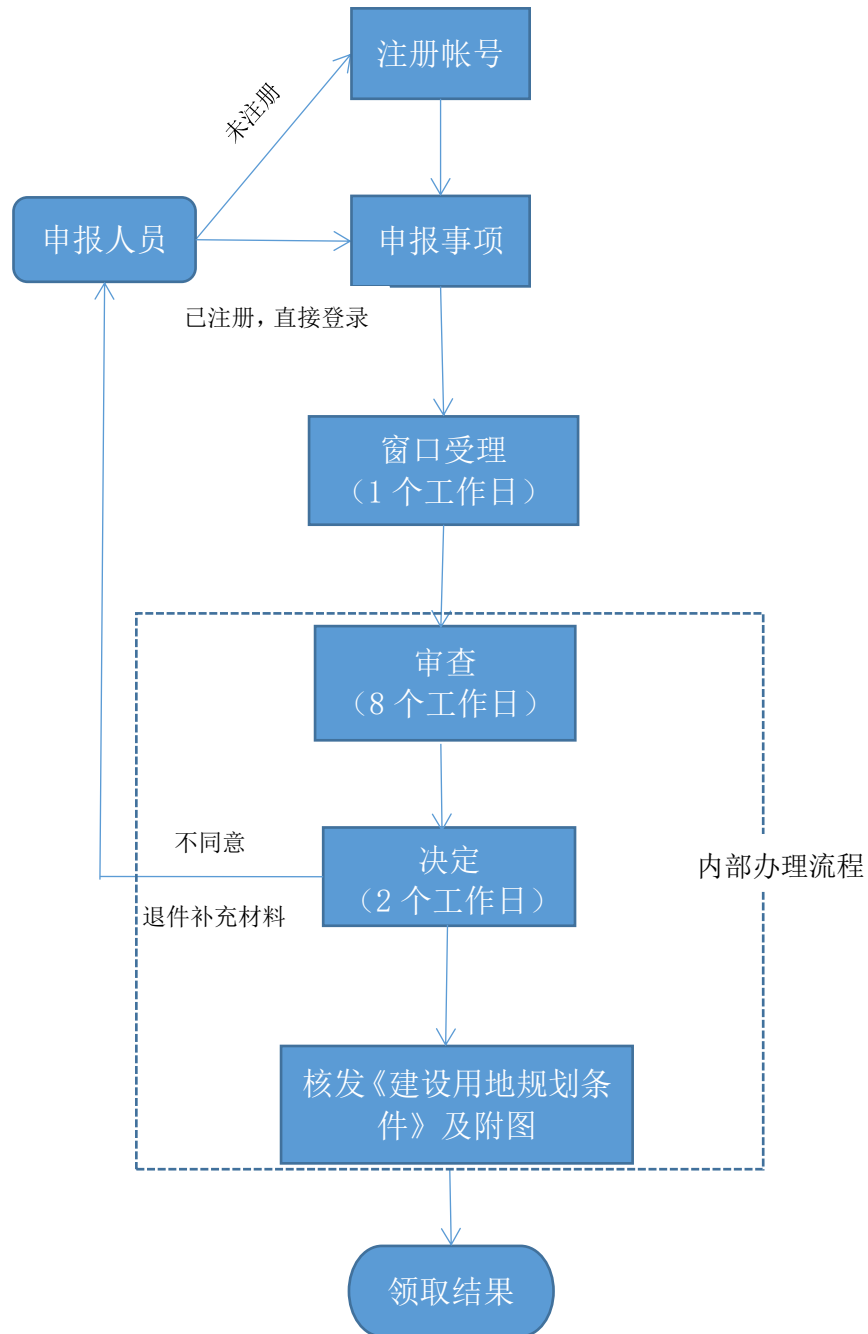 注册帐号
未注册
申报人员
申报事项
已注册，直接登录
窗口受理
（1 个工作日）
审查
（8 个工作日）
不同意
决定
（2 个工作日）
内部办理流程
退件补充材料
核发《建设用地规划条
件》及附图
领取结果